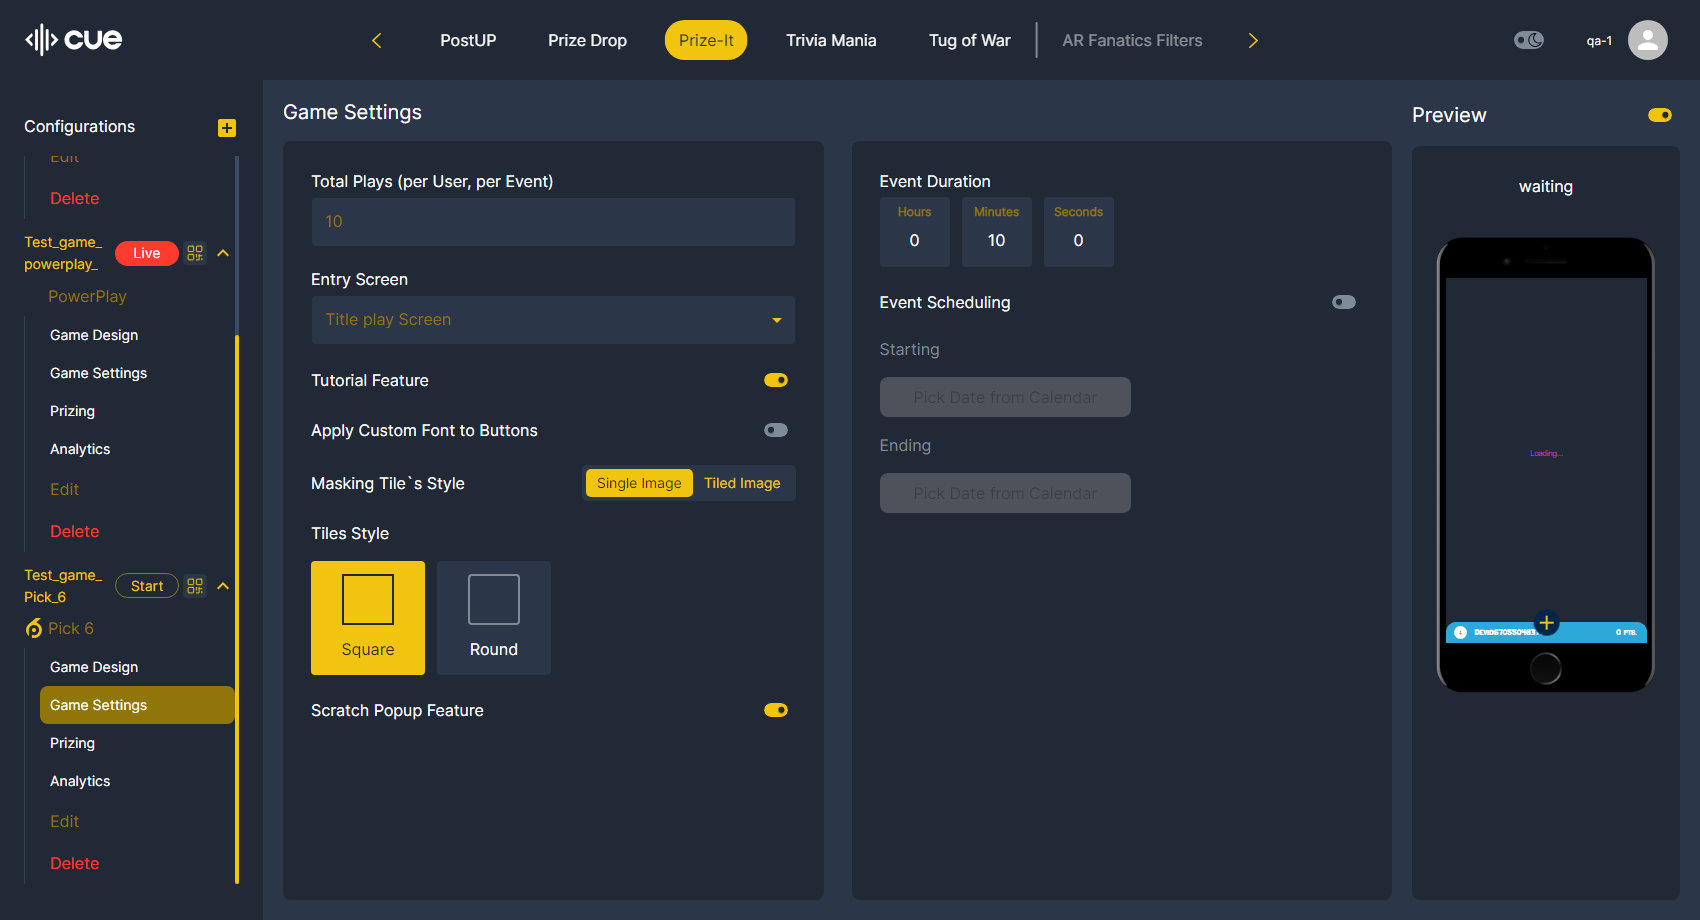 cue
PostUP
Prize Drop
Prize-It
Trivia Mania
Tug of War
AR Fanatics Filters
qa-1
Configurations
Edit
Delete
Test_game_
powerplay_
Live
PowerPlay
Game Design
Game Settings
Prizing
Analytics
Edit
Delete
Test_game_
Pick_6
Start
Pick 6
Game Design
Game Settings
Prizing
Analytics
Edit
Delete
Game Settings
Total Plays (per User, per Event)
10
Entry Screen
Title play Screen
Tutorial Feature
Apply Custom Font to Buttons
Masking Tile`s Style
Single Image
Tiled Image
Tiles Style
Square
Round
Scratch Popup Feature
Event Duration
Hours
Minutes
Seconds
0
10
0
Event Scheduling
Starting
Pick Date from Calendar
Ending
Pick Date from Calendar
Preview
waiting
Loading...
0 PTS.